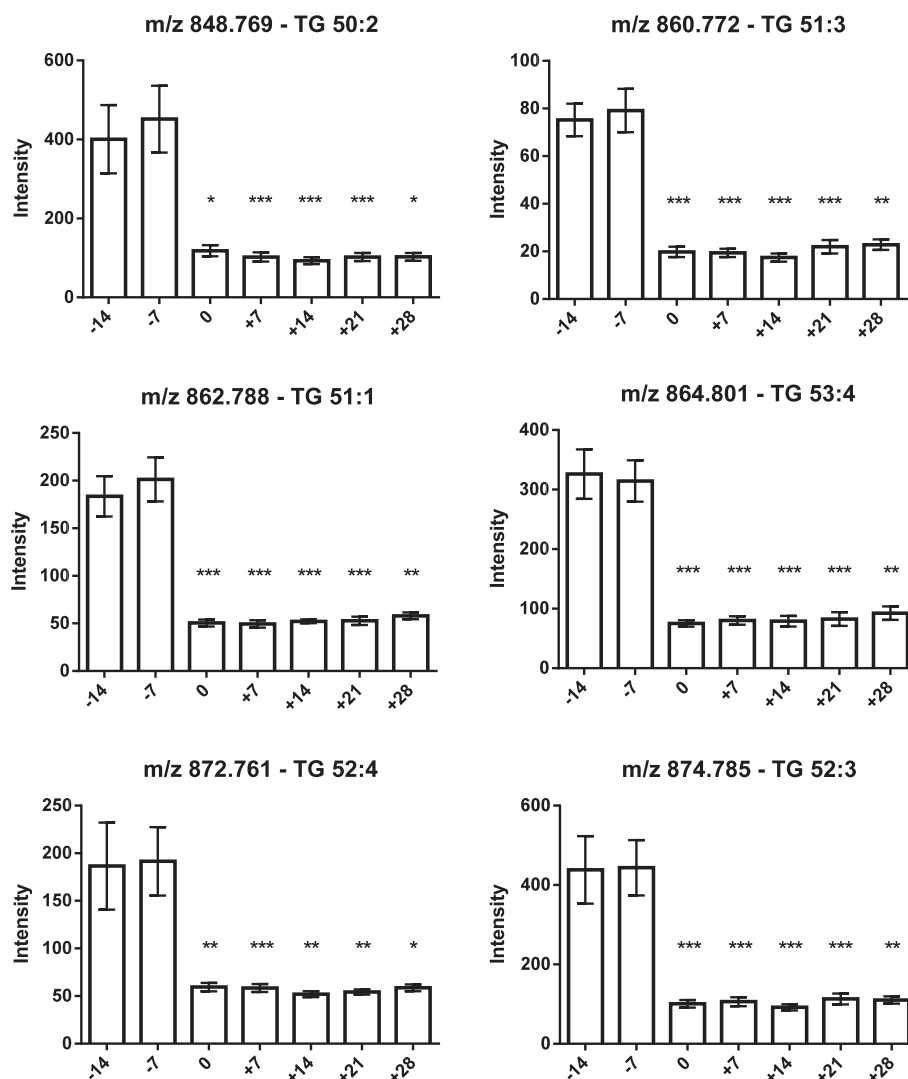 m/z 848.769 - TG 50:2
Intensity
600
400
200
0
* *** *** *** *
-14 -7 0 +7 +14 +21 +28
m/z 860.772 - TG 51:3
Intensity
100
80
60
40
20
0
*** *** *** *** **
-14 -7 0 +7 +14 +21 +28
m/z 862.788 - TG 51:1
Intensity
250
200
150
100
50
0
*** *** *** *** **
-14 -7 0 +7 +14 +21 +28
m/z 864.801 - TG 53:4
Intensity
400
300
200
100
0
*** *** *** *** **
-14 -7 0 +7 +14 +21 +28
m/z 872.761 - TG 52:4
Intensity
250
200
150
100
50
0
** *** ** ** *
-14 -7 0 +7 +14 +21 +28
m/z 874.785 - TG 52:3
Intensity
600
400
200
0
*** *** *** *** **
-14 -7 0 +7 +14 +21 +28